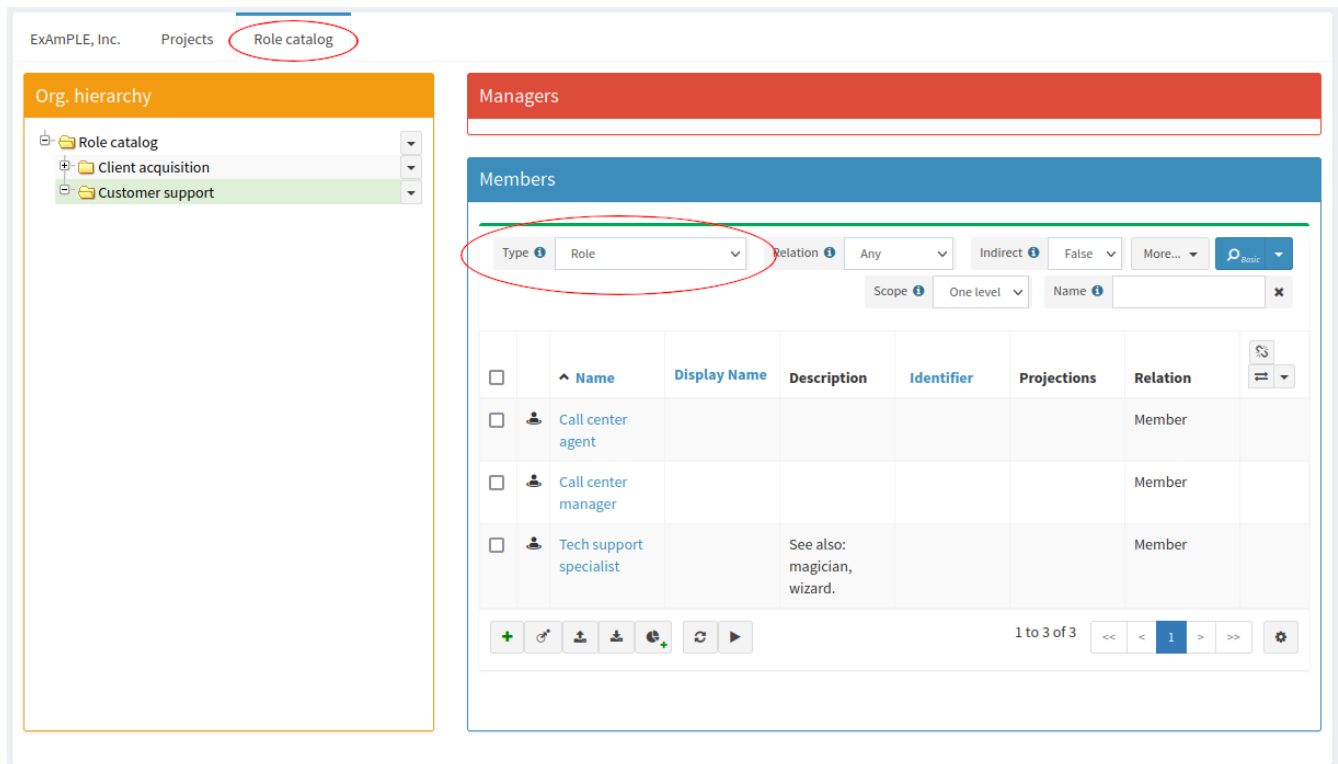 ExAmPLE, Inc. Projects Role catalog
Org. hierarchy
Role catalog
Client acquisition
Customer support
Managers
Members
Type Role Relation Any Indirect False More... Basic
Scope One level Name
Name Display Name Description Identifier Projections Relation
Call center
agent
Member
Call center
manager
Member
Tech support
specialist
See also:
magician,
wizard.
Member
1 to 3 of 3 << < 1 > >>